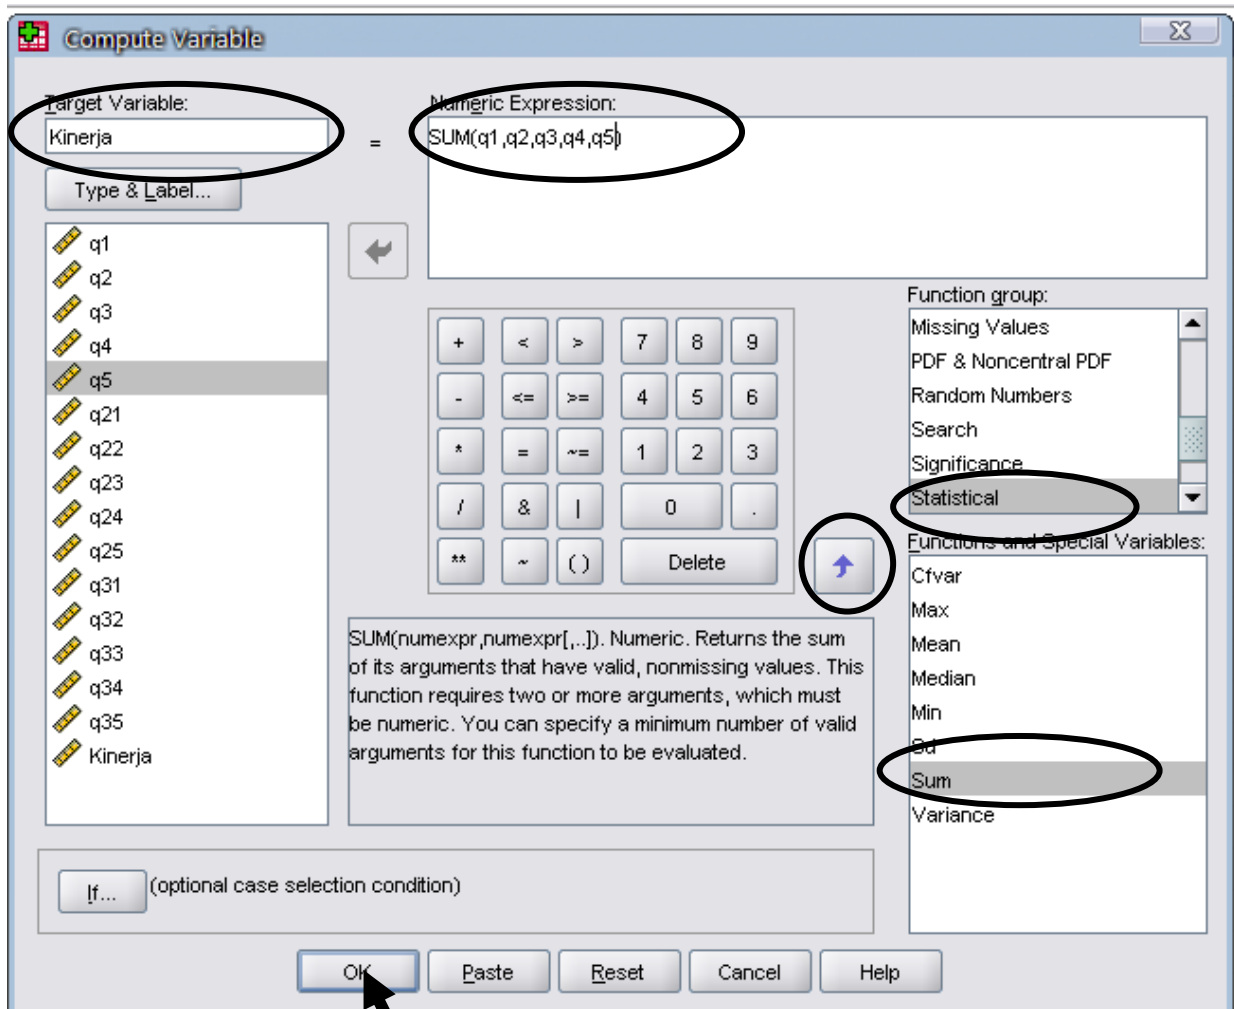 Compute Variable
Target Variable:
Kinerja
Type & Label...
=
Numeric Expression:
SUM(q1,q2,q3,q4,q5)
q1
q2
q3
q4
q5
q21
q22
q23
q24
q25
q31
q32
q33
q34
q35
Kinerja
+ < > 7 8 9
- <= >= 4 5 6
* = ~= 1 2 3
/ & | 0 .
** ~ ( ) Delete
Function group:
Missing Values
PDF & Noncentral PDF
Random Numbers
Search
Significance
Statistical
Functions and Special Variables:
Cfvar
Max
Mean
Median
Min
Sd
Sum
Variance
SUM(numexpr,numexpr[,..]). Numeric. Returns the sum
of its arguments that have valid, nonmissing values. This
function requires two or more arguments, which must
be numeric. You can specify a minimum number of valid
arguments for this function to be evaluated.
If... (optional case selection condition)
OK Paste Reset Cancel Help